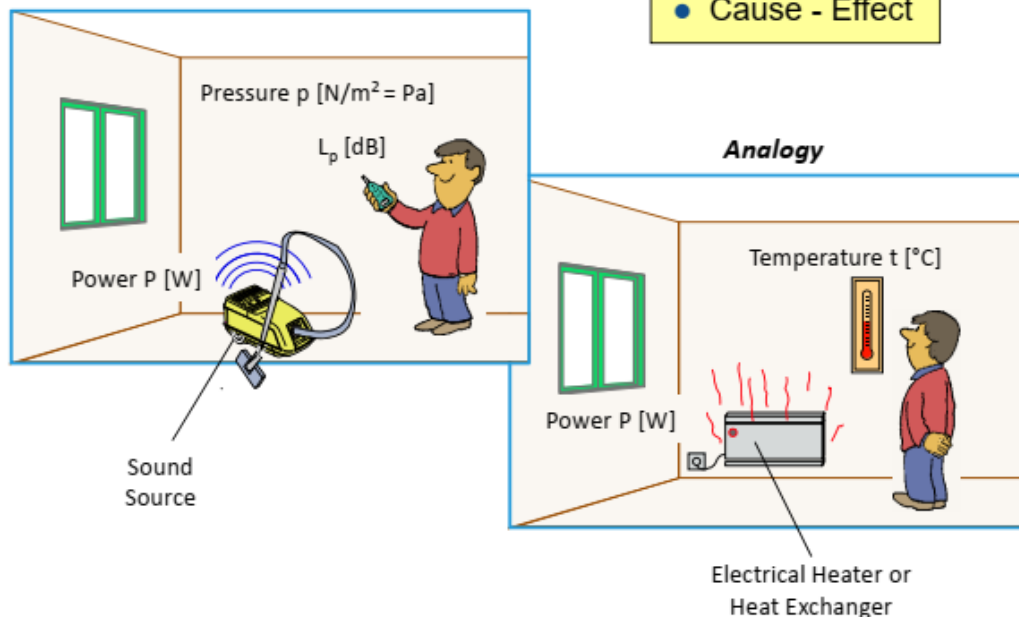 • Cause - Effect
Pressure p [N/m² = Pa]
Lₚ [dB]
Power P [W]
Sound
Source
Analogy
Temperature t [°C]
Power P [W]
Electrical Heater or
Heat Exchanger